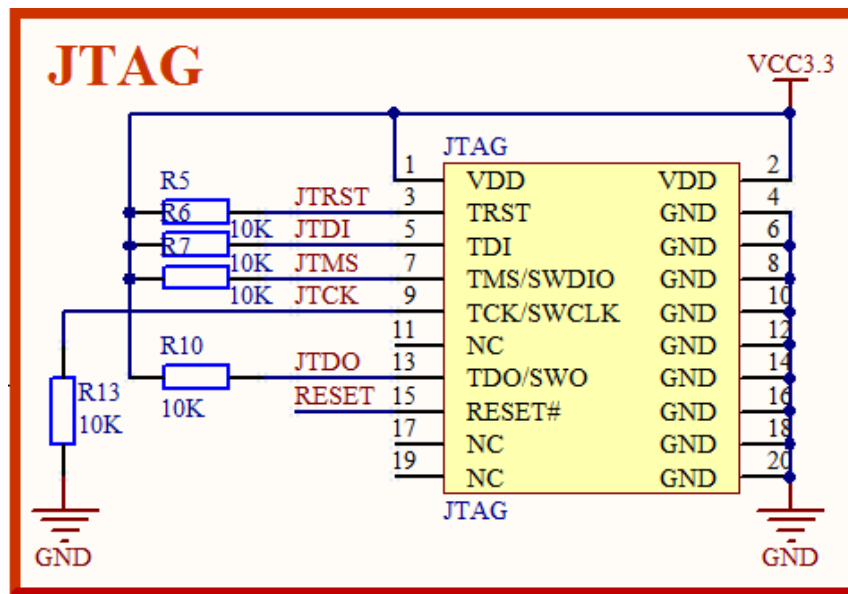 JTAG
VCC3.3
JTAG
1 VDD VDD 2
R5 JTRST 3 TRST GND 4
R6 10K JTDI 5 TDI GND 6
R7 10K JTMS 7 TMS/SWDIO GND 8
10K JTCK 9 TCK/SWCLK GND 10
11 NC GND 12
R10 JTDO 13 TDO/SWO GND 14
R13 10K RESET 15 RESET# GND 16
10K 17 NC GND 18
19 NC GND 20
JTAG
GND GND